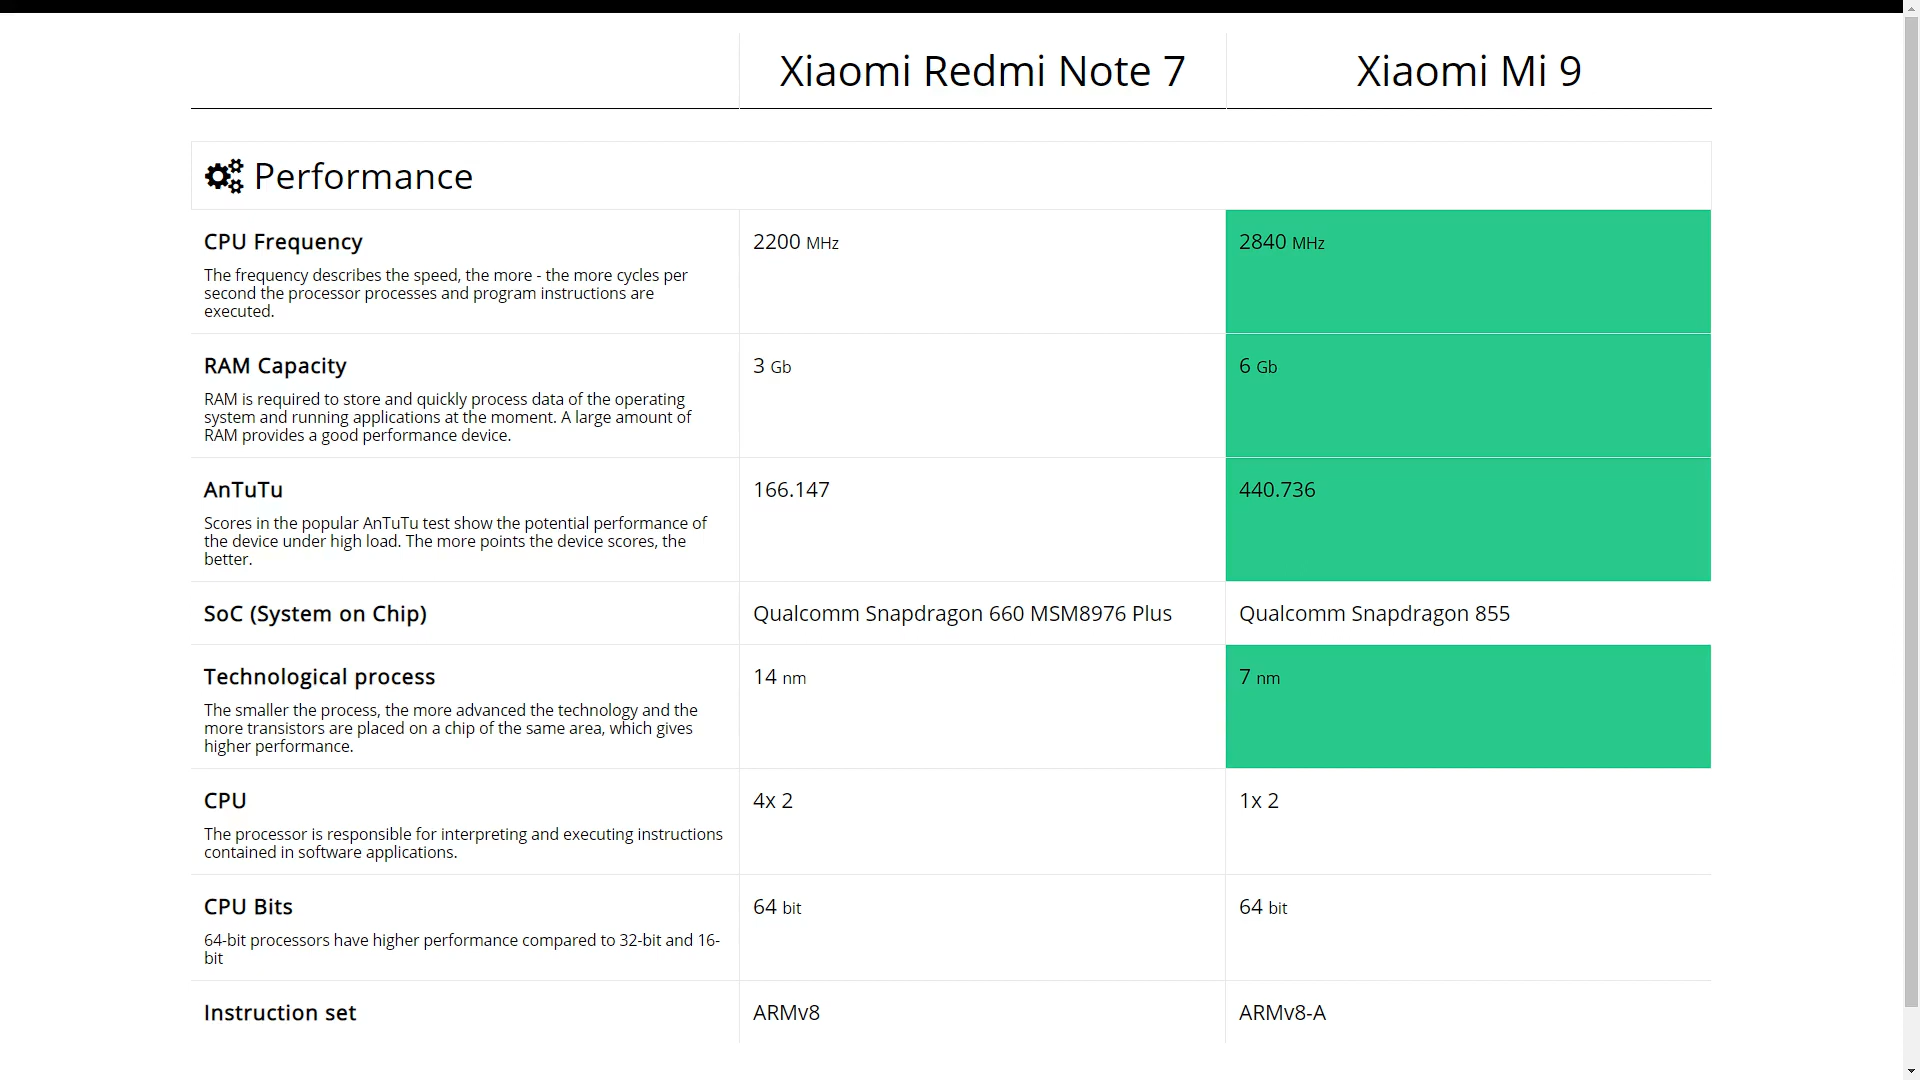 Xiaomi Redmi Note 7
Xiaomi Mi 9
Performance
CPU Frequency
The frequency describes the speed, the more - the more cycles per
second the processor processes and program instructions are
executed.
2200 MHz
2840 MHz
RAM Capacity
RAM is required to store and quickly process data of the operating
system and running applications at the moment. A large amount of
RAM provides a good performance device.
3 Gb
6 Gb
AnTuTu
Scores in the popular AnTuTu test show the potential performance of
the device under high load. The more points the device scores, the
better.
166.147
440.736
SoC (System on Chip)
Qualcomm Snapdragon 660 MSM8976 Plus
Qualcomm Snapdragon 855
Technological process
The smaller the process, the more advanced the technology and the
more transistors are placed on a chip of the same area, which gives
higher performance.
14 nm
7 nm
CPU
The processor is responsible for interpreting and executing instructions
contained in software applications.
4x 2
1x 2
CPU Bits
64-bit processors have higher performance compared to 32-bit and 16-
bit
64 bit
64 bit
Instruction set
ARMv8
ARMv8-A